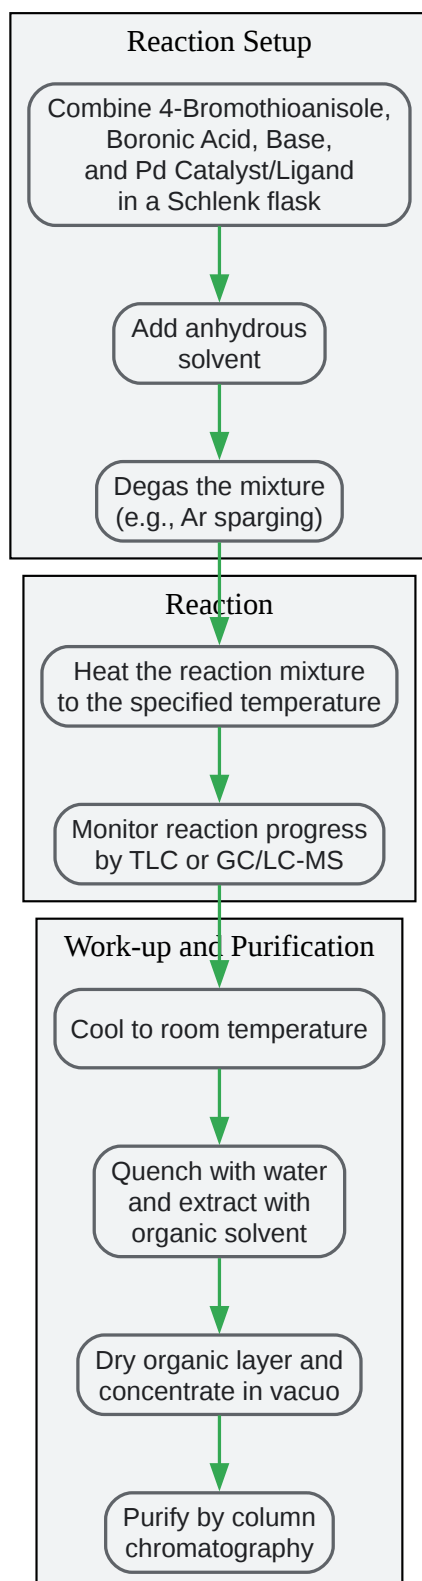 Reaction Setup
Combine 4-Bromothioanisole,
Boronic Acid, Base,
and Pd Catalyst/Ligand
in a Schlenk flask
Add anhydrous
solvent
Degas the mixture
(e.g., Ar sparging)
Reaction
Heat the reaction mixture
to the specified temperature
Monitor reaction progress
by TLC or GC/LC-MS
Work-up and Purification
Cool to room temperature
Quench with water
and extract with
organic solvent
Dry organic layer and
concentrate in vacuo
Purify by column
chromatography